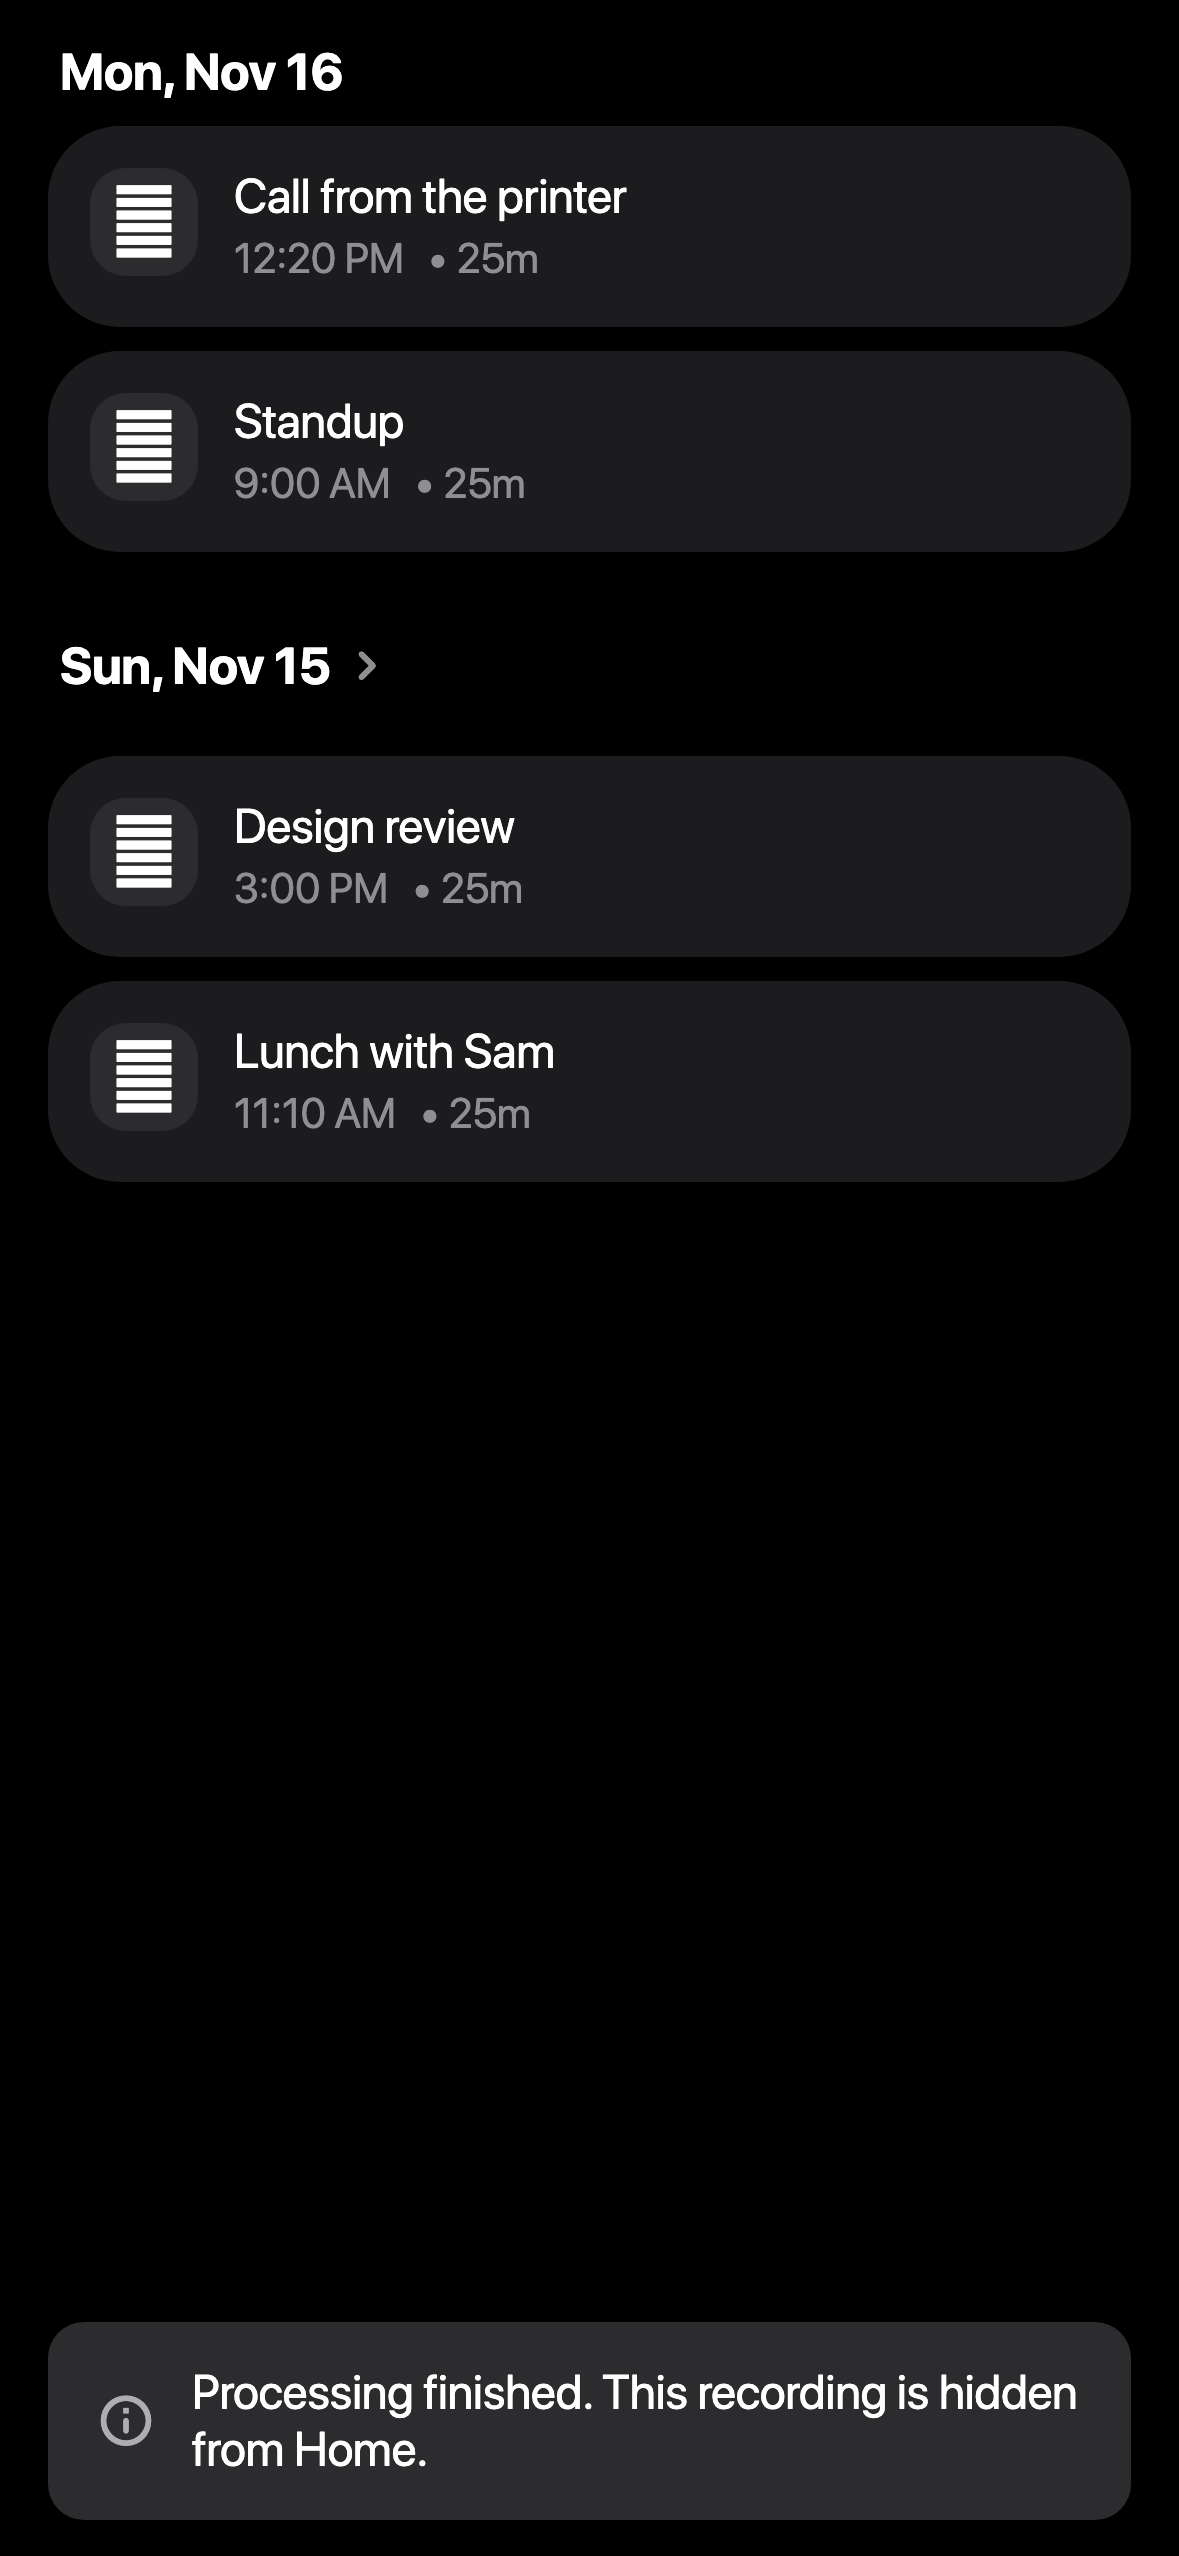 Mon, Nov 16
Call from the printer
12:20 PM • 25m
Standup
9:00 AM • 25m
Sun, Nov 15
Design review
3:00 PM • 25m
Lunch with Sam
11:10 AM • 25m
Processing finished. This recording is hidden
from Home.